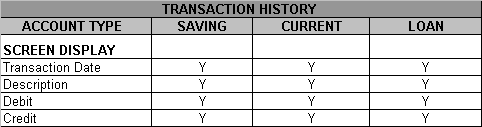 TRANSACTION HISTORY
ACCOUNT TYPE SAVING CURRENT LOAN
SCREEN DISPLAY
Transaction Date Y Y Y
Description Y Y Y
Debit Y Y Y
Credit Y Y Y